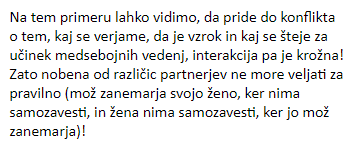 Na tem primeru lahko vidimo, da pride do konflikta
o tem, kaj se verjame, da je vzrok in kaj se šteje za
učinek medsebojnih vedenj, interakcija pa je krožna!
Zato nobena od različic partnerjev ne more veljati za
pravilno (mož zanemarja svojo ženo, ker nima
samozavesti, in žena nima samozavesti, ker jo mož
zanemarja)!